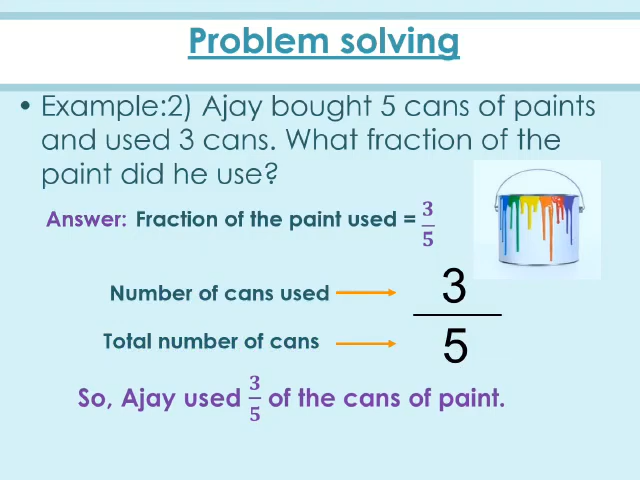 Problem solving
• Example:2) Ajay bought 5 cans of paints
and used 3 cans. What fraction of the
paint did he use?
Answer: Fraction of the paint used = 3/5
Number of cans used 3
Total number of cans 5
So, Ajay used 3/5 of the cans of paint.